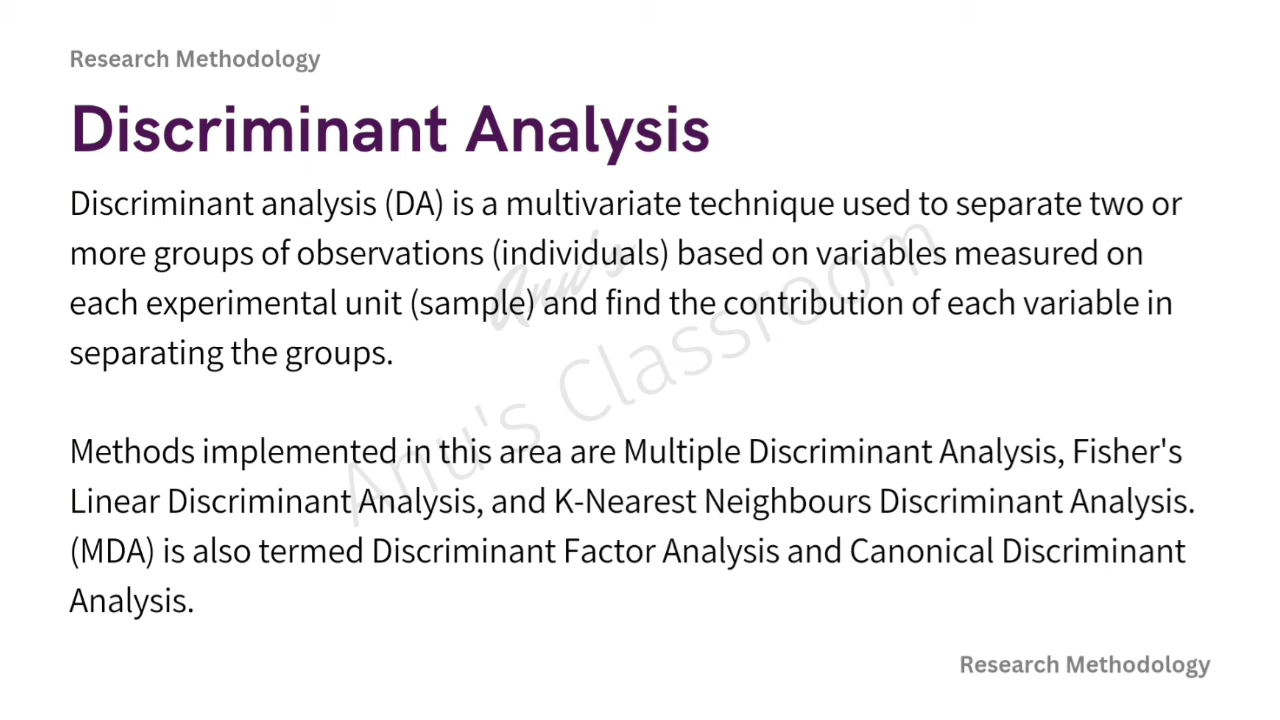 Research Methodology
Discriminant Analysis
Discriminant analysis (DA) is a multivariate technique used to separate two or
more groups of observations (individuals) based on variables measured on
each experimental unit (sample) and find the contribution of each variable in
separating the groups.
Anu's
Anu's Classroom
Methods implemented in this area are Multiple Discriminant Analysis, Fisher's
Linear Discriminant Analysis, and K-Nearest Neighbours Discriminant Analysis.
(MDA) is also termed Discriminant Factor Analysis and Canonical Discriminant
Analysis.
Research Methodology